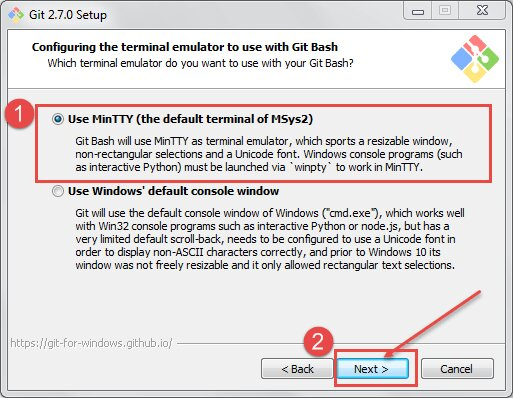 Git 2.7.0 Setup
Configuring the terminal emulator to use with Git Bash
Which terminal emulator do you want to use with your Git Bash?
1
Use MinTTY (the default terminal of MSys2)
Git Bash will use MinTTY as terminal emulator, which sports a resizable window,
non-rectangular selections and a Unicode font. Windows console programs (such
as interactive Python) must be launched via `winpty` to work in MinTTY.
Use Windows' default console window
Git will use the default console window of Windows ("cmd.exe"), which works well
with Win32 console programs such as interactive Python or node.js, but has a
very limited default scroll-back, needs to be configured to use a Unicode font in
order to display non-ASCII characters correctly, and prior to Windows 10 its
window was not freely resizable and it only allowed rectangular text selections.
https://git-for-windows.github.io/
2
< Back
Next >
Cancel